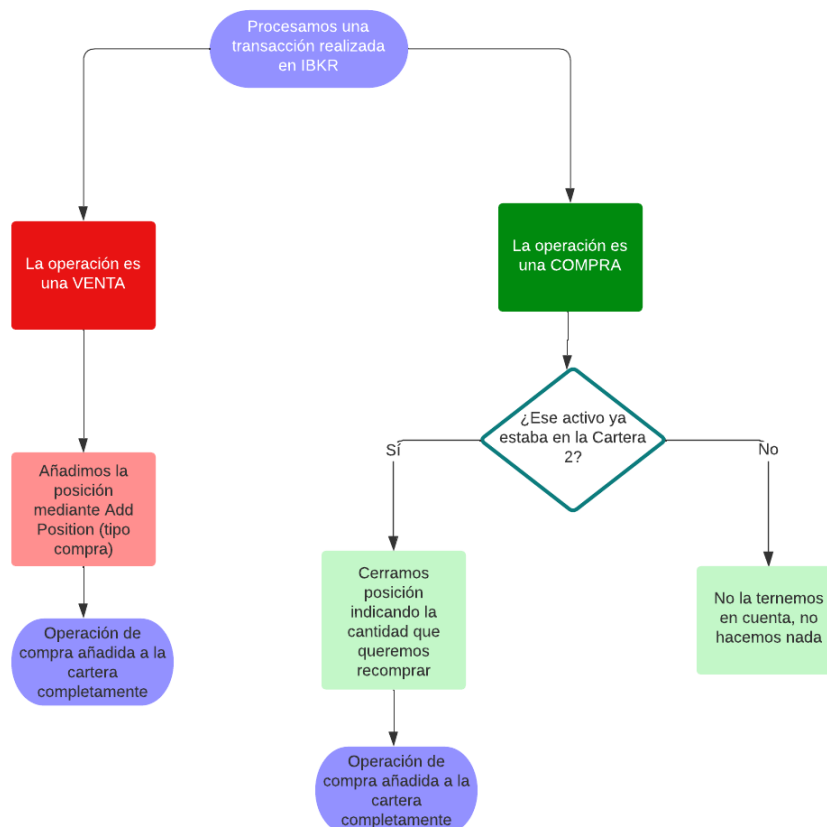 Procesamos una
transacción realizada
en IBKR
La operación es
una VENTA
La operación es
una COMPRA
¿Ese activo ya
estaba en la Cartera
2?
Sí
No
Añadimos la
posición
mediante Add
Position (tipo
compra)
Cerramos
posición
indicando la
cantidad que
queremos
recomprar
No la ternemos
en cuenta, no
hacemos nada
Operación de
compra añadida a la
cartera
completamente
Operación de
compra añadida a la
cartera
completamente